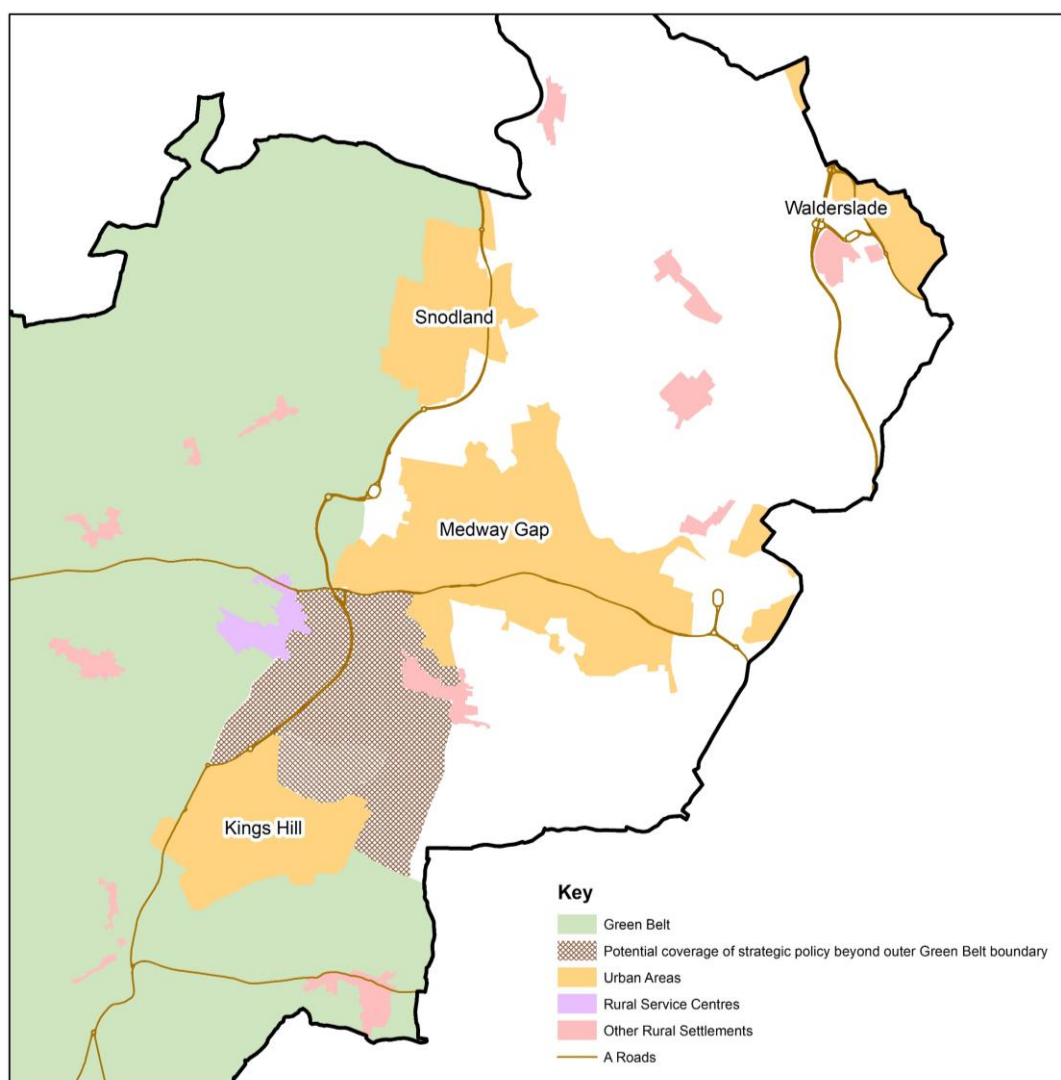 Walderslade
Snodland
Medway Gap
Kings Hill
Key
Green Belt
Potential coverage of strategic policy beyond outer Green Belt boundary
Urban Areas
Rural Service Centres
Other Rural Settlements
A Roads